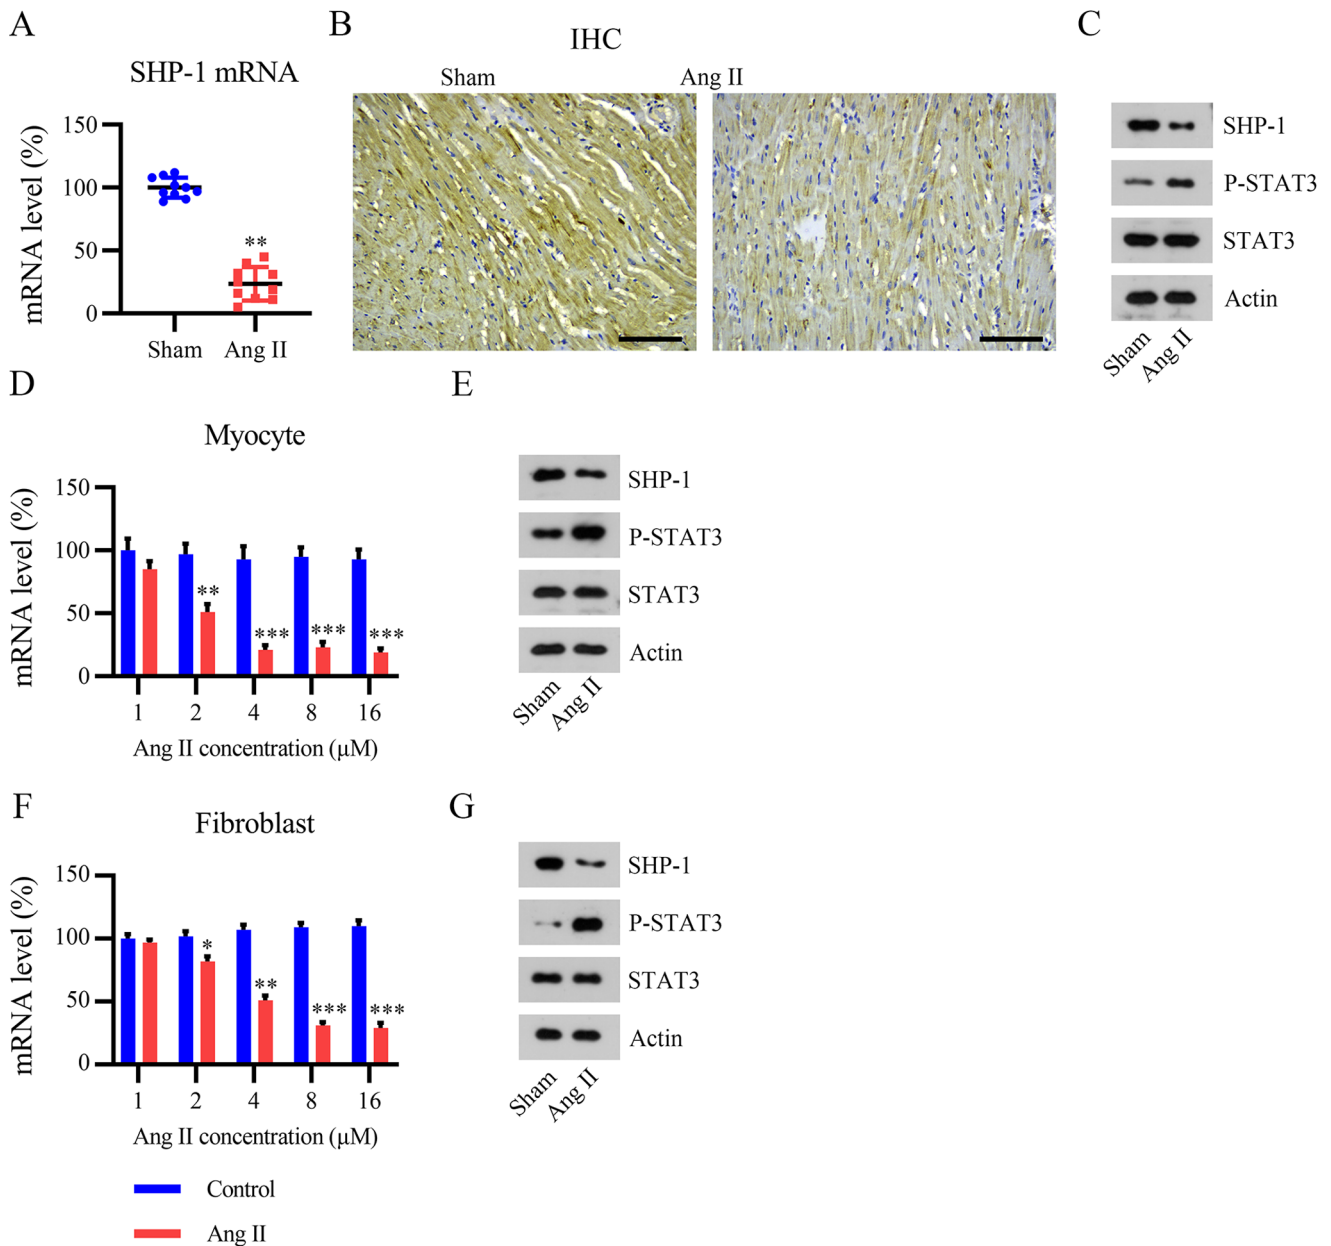 A
SHP-1 mRNA
mRNA level (%)
150
100
50
0
**
Sham
Ang II
B
IHC
Sham
Ang II
C
SHP-1
P-STAT3
STAT3
Actin
Sham
Ang II
D
Myocyte
mRNA level (%)
150
100
50
0
**
***
***
***
1
2
4
8
16
Ang II concentration (μM)
E
SHP-1
P-STAT3
STAT3
Actin
Sham
Ang II
F
Fibroblast
mRNA level (%)
150
100
50
0
*
**
***
***
1
2
4
8
16
Ang II concentration (μM)
Control
Ang II
G
SHP-1
P-STAT3
STAT3
Actin
Sham
Ang II